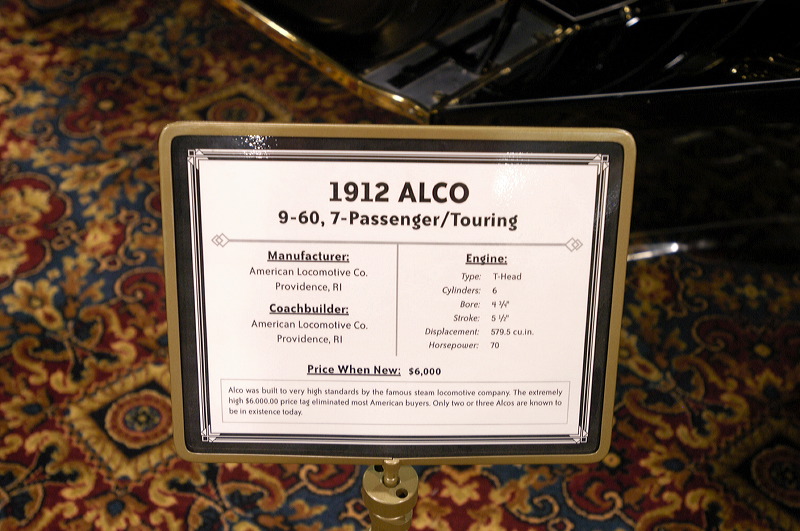 1912 ALCO
9-60, 7-Passenger/Touring
Manufacturer:
American Locomotive Co.
Providence, RI
Coachbuilder:
American Locomotive Co.
Providence, RI
Engine:
Type: T-Head
Cylinders: 6
Bore: 4 ¾"
Stroke: 5 ½"
Displacement: 579.5 cu.in.
Horsepower: 70
Price When New: $6,000
Alco was built to very high standards by the famous steam locomotive company. The extremely
high $6,000.00 price tag eliminated most American buyers. Only two or three Alcos are known to
be in existence today.